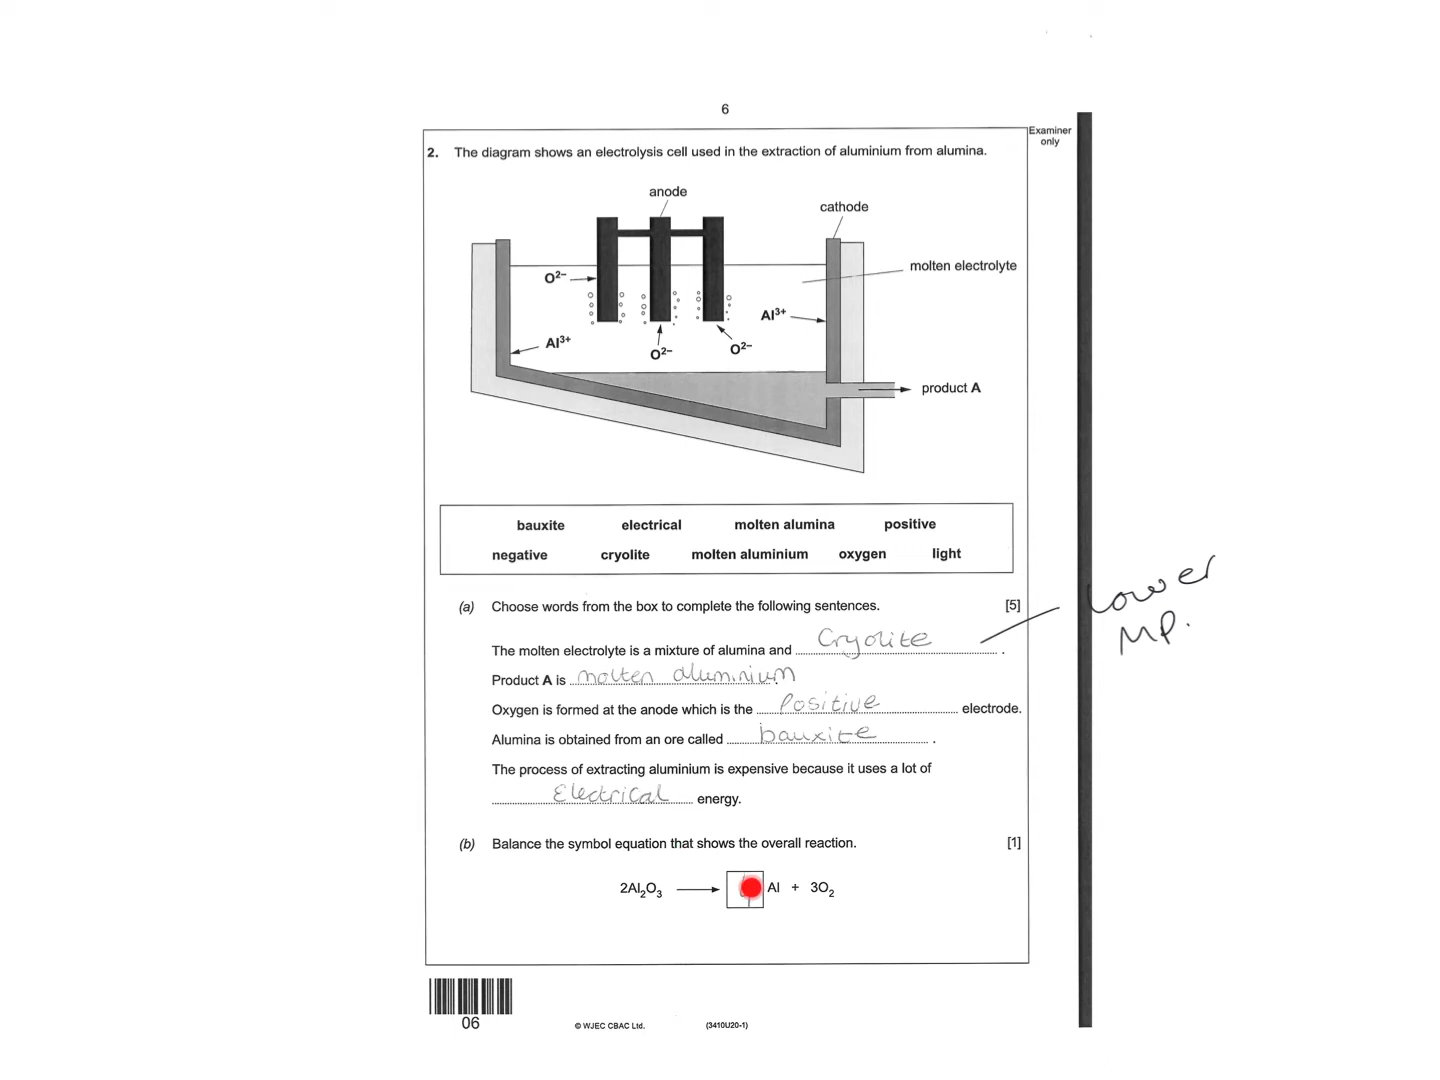 6
Examiner
only
2. The diagram shows an electrolysis cell used in the extraction of aluminium from alumina.
anode
cathode
molten electrolyte
O²⁻
Al³⁺
Al³⁺
O²⁻
O²⁻
product A
bauxite electrical molten alumina positive
negative cryolite molten aluminium oxygen light
(a) Choose words from the box to complete the following sentences. [5]
The molten electrolyte is a mixture of alumina and Cryolite .
Lower
MP.
Product A is molten aluminium.
Oxygen is formed at the anode which is the Positive electrode.
Alumina is obtained from an ore called bauxite .
The process of extracting aluminium is expensive because it uses a lot of
Electrical energy.
(b) Balance the symbol equation that shows the overall reaction. [1]
2Al₂O₃ ⟶ Al + 3O₂
06
© WJEC CBAC Ltd. (3410U20-1)